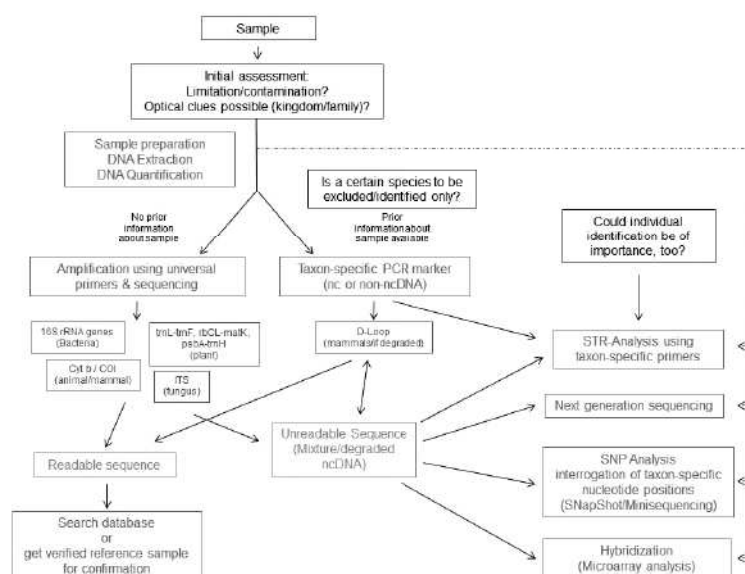 Sample
Initial assessment:
Limitation/contamination?
Optical clues possible (kingdom/family)?
Sample preparation
DNA Extraction
DNA Quantification
Is a certain species to be
excluded/identified only?
No prior
information
about sample
Prior
information about
sample available
Could individual
identification be of
importance, too?
Amplification using universal
primers & sequencing
Taxon-specific PCR marker
(nc or non-ncDNA)
16S rRNA genes
(Bacteria)
trnL-trnF, rbCL-matK,
psbA-trnH
(plant)
D-Loop
(mammals/if degraded)
STR-Analysis using
taxon-specific primers
Cyt b / COI
(animal/mammal)
ITS
(fungus)
Next generation sequencing
Unreadable Sequence
(Mixture/degraded
ncDNA)
Readable sequence
SNP Analysis
interrogation of taxon-specific
nucleotide positions
(SNapShot/Minisequencing)
Search database
or
get verified reference sample
for confirmation
Hybridization
(Microarray analysis)